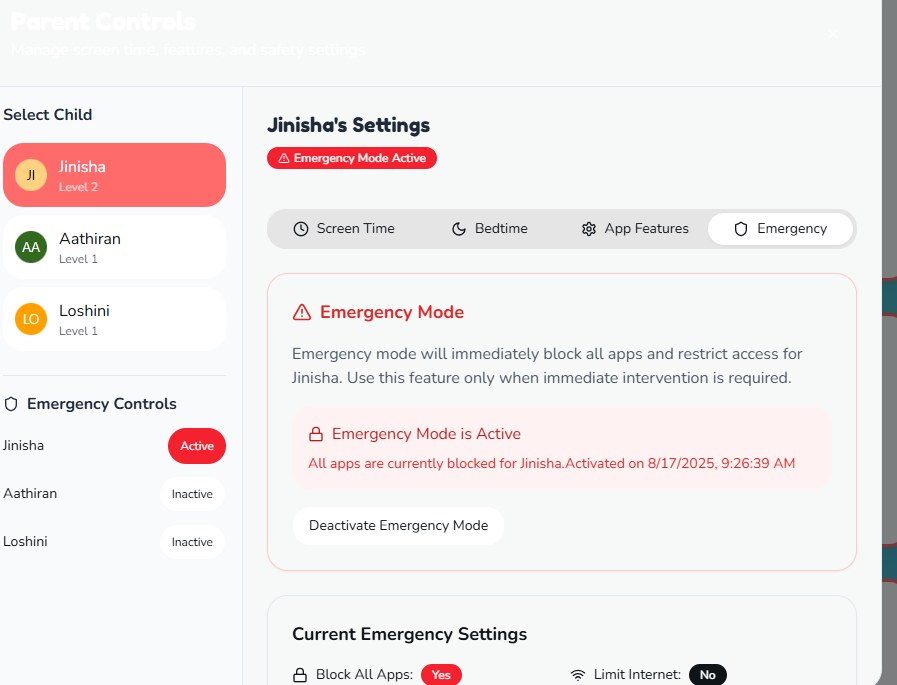 Parent Controls
Manage screen time, features, and safety settings
Select Child
JI
Jinisha
Level 2
AA
Aathiran
Level 1
LO
Loshini
Level 1
Emergency Controls
Jinisha
Active
Aathiran
Inactive
Loshini
Inactive
Jinisha's Settings
Emergency Mode Active
Screen Time
Bedtime
App Features
Emergency
Emergency Mode
Emergency mode will immediately block all apps and restrict access for
Jinisha. Use this feature only when immediate intervention is required.
Emergency Mode is Active
All apps are currently blocked for Jinisha.Activated on 8/17/2025, 9:26:39 AM
Deactivate Emergency Mode
Current Emergency Settings
Block All Apps: Yes
Limit Internet: No